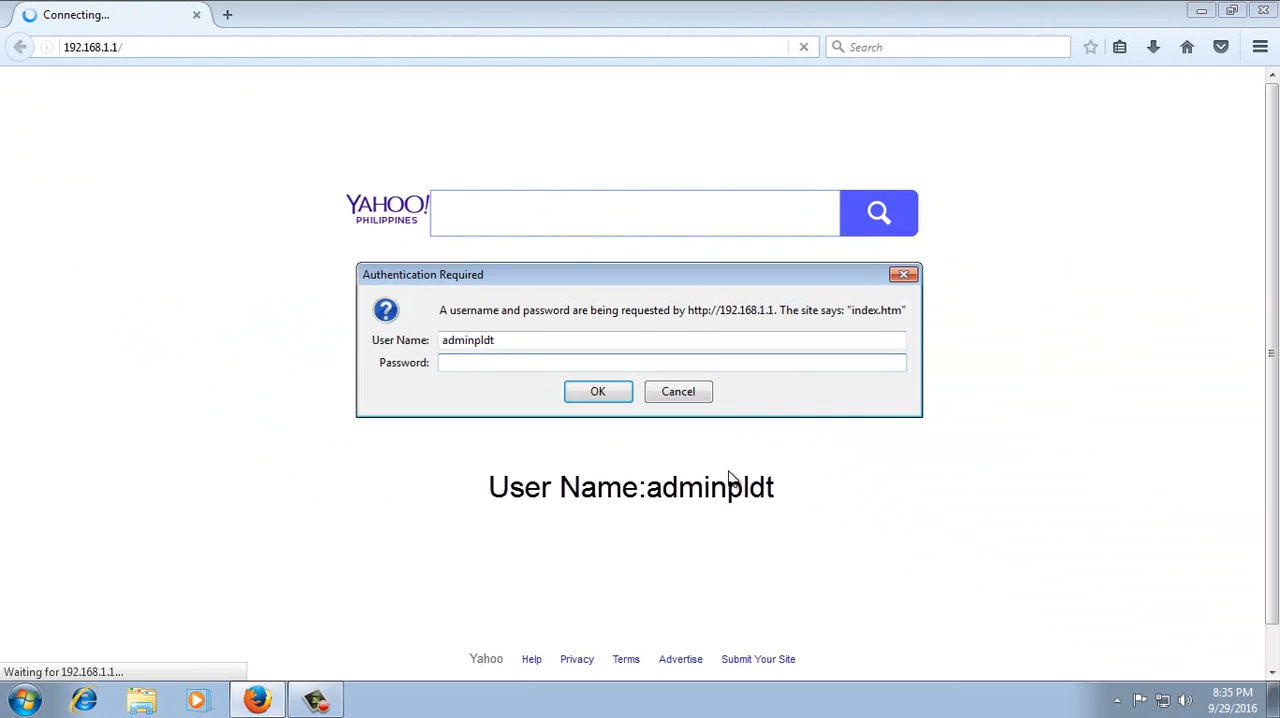 Connecting...
192.168.1.1/
Search
YAHOO!
PHILIPPINES
Authentication Required
A username and password are being requested by http://192.168.1.1. The site says: "index.htm"
User Name: adminpldt
Password:
OK Cancel
User Name:adminpldt
Yahoo Help Privacy Terms Advertise Submit Your Site
Waiting for 192.168.1.1...
8:35 PM
9/29/2016